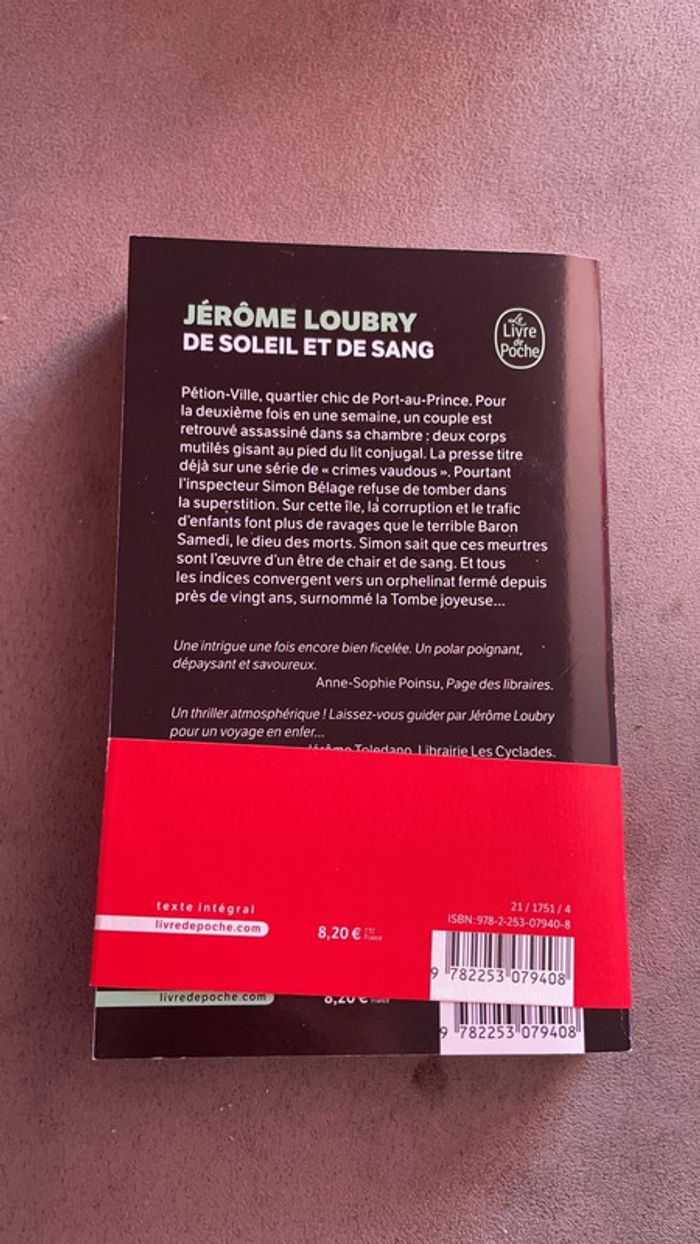 JÉRÔME LOUBRY
DE SOLEIL ET DE SANG
Le
Livre
de
Poche
Pétion-Ville, quartier chic de Port-au-Prince. Pour
la deuxième fois en une semaine, un couple est
retrouvé assassiné dans sa chambre : deux corps
mutilés gisant au pied du lit conjugal. La presse titre
déjà sur une série de « crimes vaudous ». Pourtant
l'inspecteur Simon Bélage refuse de tomber dans
la superstition. Sur cette île, la corruption et le trafic
d'enfants font plus de ravages que le terrible Baron
Samedi, le dieu des morts. Simon sait que ces meurtres
sont l'œuvre d'un être de chair et de sang. Et tous
les indices convergent vers un orphelinat fermé depuis
près de vingt ans, surnommé la Tombe joyeuse...
Une intrigue une fois encore bien ficelée. Un polar poignant,
dépaysant et savoureux.
Anne-Sophie Poinsu, Page des libraires.
Un thriller atmosphérique ! Laissez-vous guider par Jérôme Loubry
pour un voyage en enfer...
Jérôme Toledano, Librairie Les Cyclades.
texte intégral
livredepoche.com
8,20 € TTC
France
21 / 1751 / 4
ISBN : 978-2-253-07940-8
9 782253 079408
livredepoche.com
8,20 €
9 782253 079408